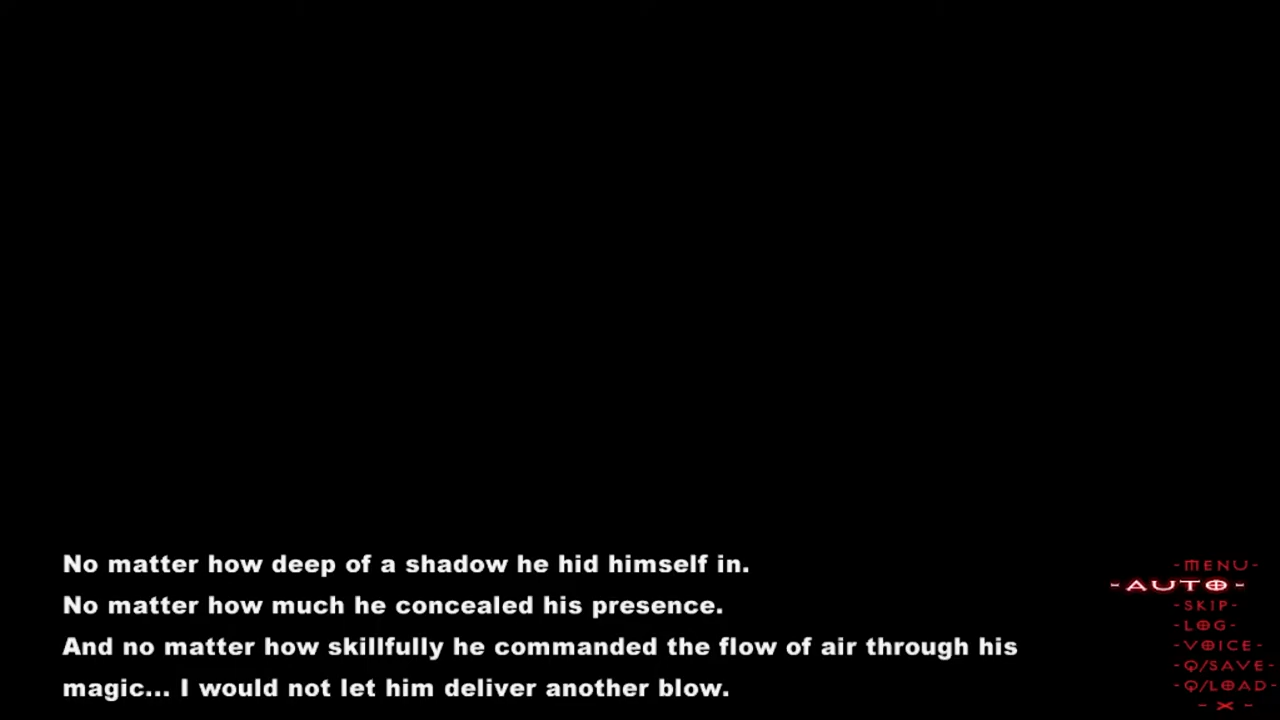 No matter how deep of a shadow he hid himself in.
No matter how much he concealed his presence.
And no matter how skillfully he commanded the flow of air through his
magic... I would not let him deliver another blow.
-MENU-
-AUTO-
-SKIP-
-LOG-
-VOICE-
-Q/SAVE-
-Q/LOAD-
-X-